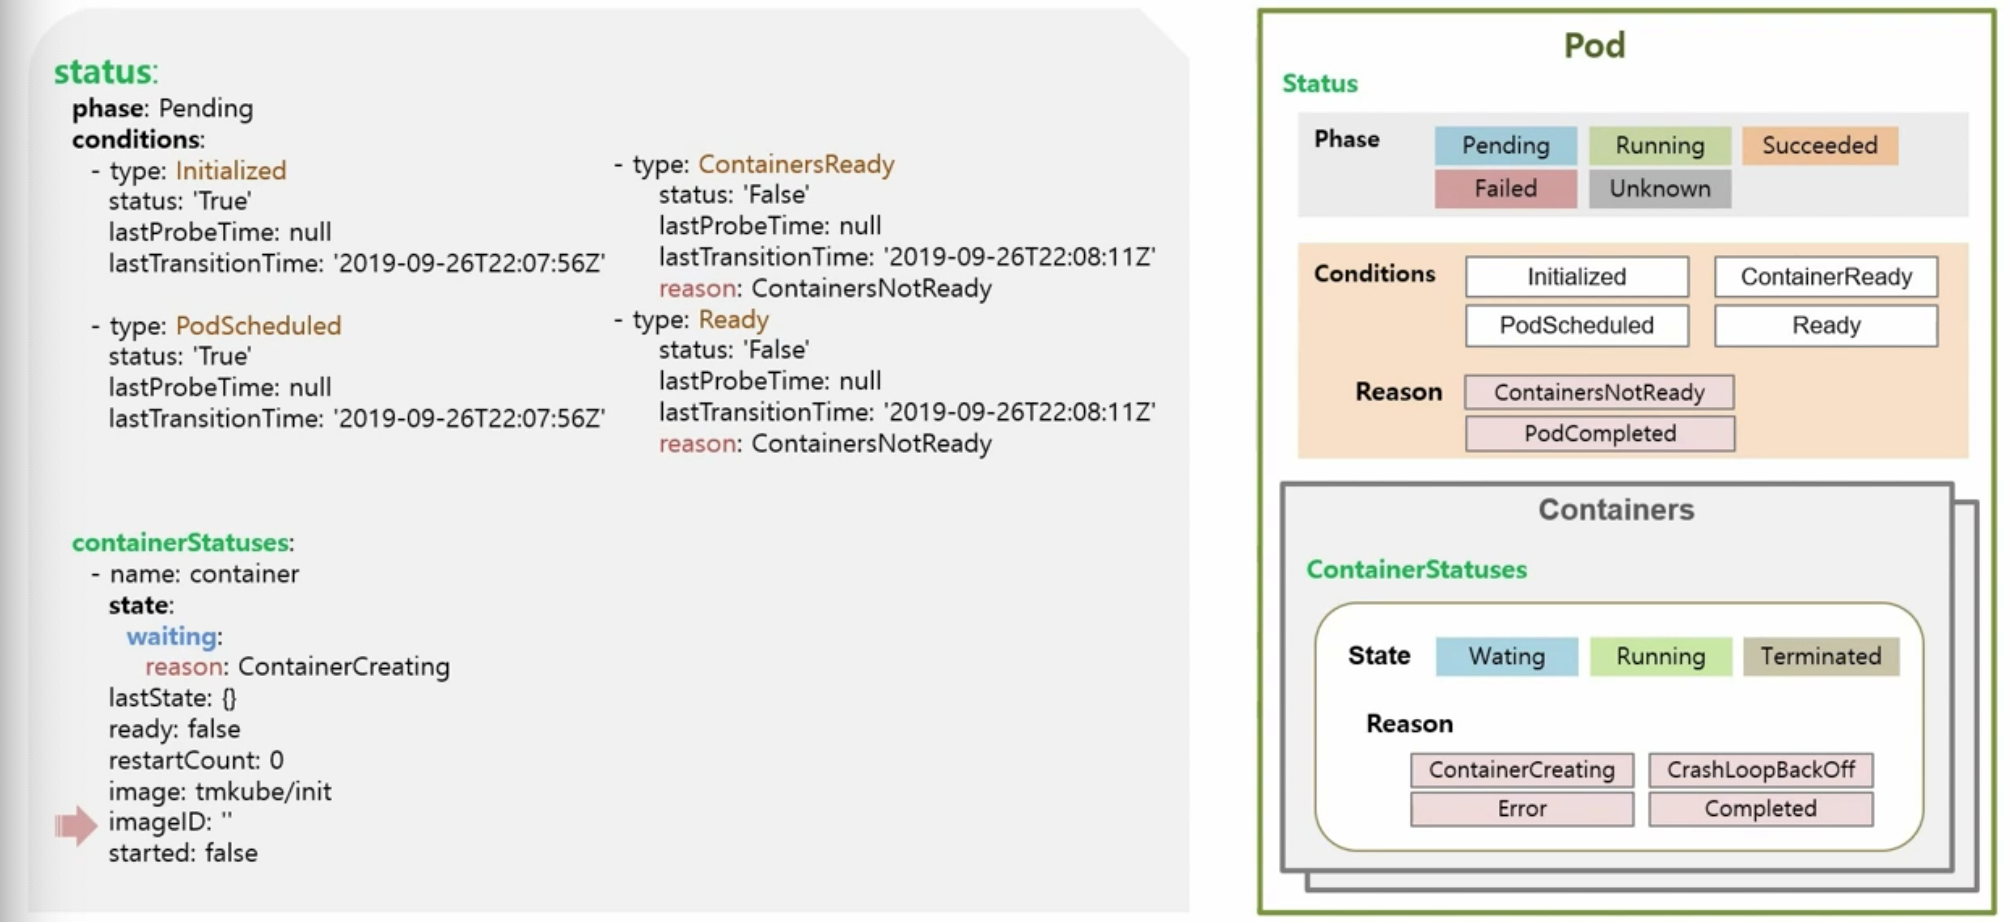 status:
phase: Pending
conditions:
- type: Initialized
status: 'True'
lastProbeTime: null
lastTransitionTime: '2019-09-26T22:07:56Z'
- type: PodScheduled
status: 'True'
lastProbeTime: null
lastTransitionTime: '2019-09-26T22:07:56Z'
- type: ContainersReady
status: 'False'
lastProbeTime: null
lastTransitionTime: '2019-09-26T22:08:11Z'
reason: ContainersNotReady
- type: Ready
status: 'False'
lastProbeTime: null
lastTransitionTime: '2019-09-26T22:08:11Z'
reason: ContainersNotReady
containerStatuses:
- name: container
state:
waiting:
reason: ContainerCreating
lastState: {}
ready: false
restartCount: 0
image: tmkube/init
imageID: ''
started: false
Pod
Status
Phase Pending Running Succeeded
Failed Unknown
Conditions Initialized ContainerReady
PodScheduled Ready
Reason ContainersNotReady
PodCompleted
Containers
ContainerStatuses
State Wating Running Terminated
Reason
ContainerCreating CrashLoopBackOff
Error Completed